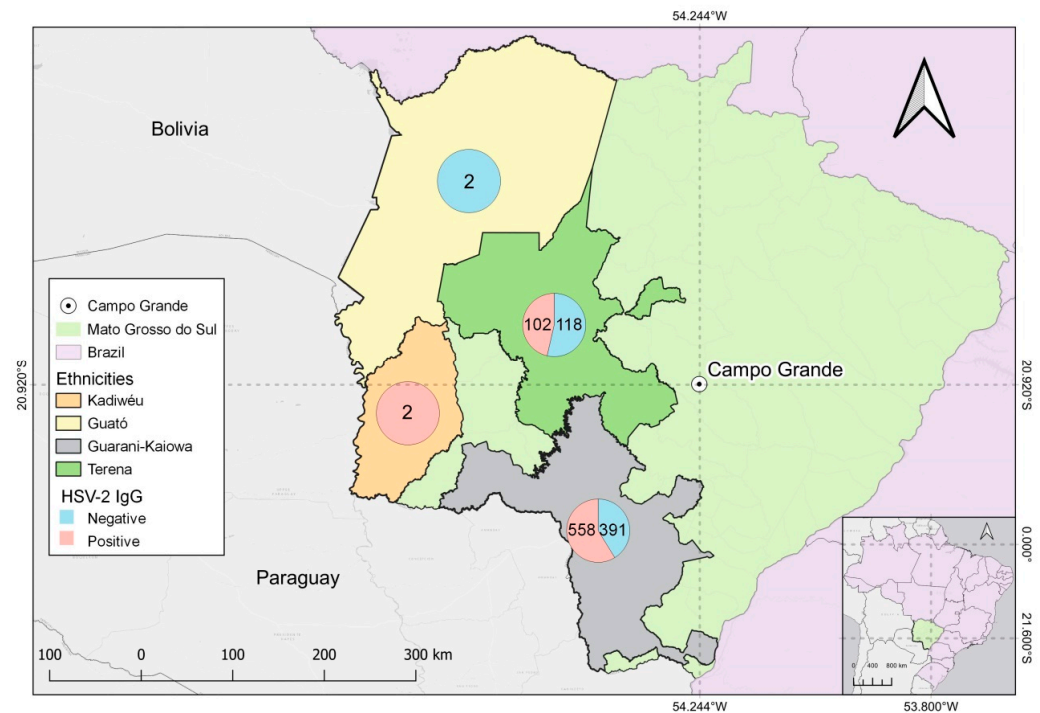 54.244°W
Bolivia
2
Campo Grande
Mato Grosso do Sul
Brazil
Ethnicities
Kadiwéu
Guató
Guarani-Kaiowa
Terena
HSV-2 IgG
Negative
Positive
102 118
Campo Grande
20.920°S
20.920°S
2
558 391
Paraguay
100 0 100 200 300 km
0.000°
21.600°S
0 400 800 km
54.244°W
53.800°W